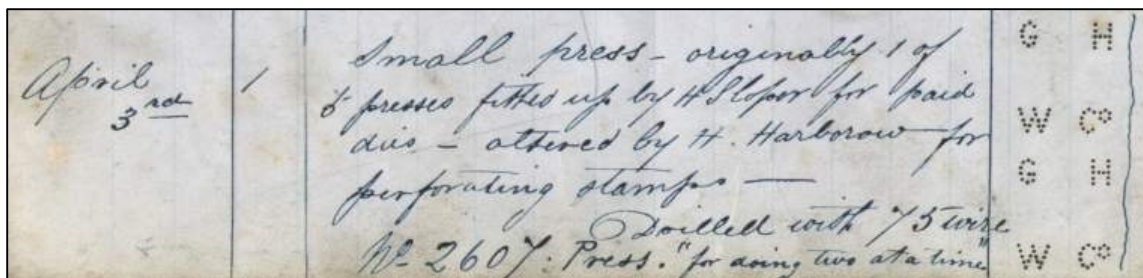 Small press - originally 1 of
April 3rd 1 5 presses fitted up by H Sloper for paid
dies - altered by H. Harborow for
perforating stamps —
Drilled with 75 wire
No 2607: Press. "for doing two at a time"
G H
W Co
G H
W Co